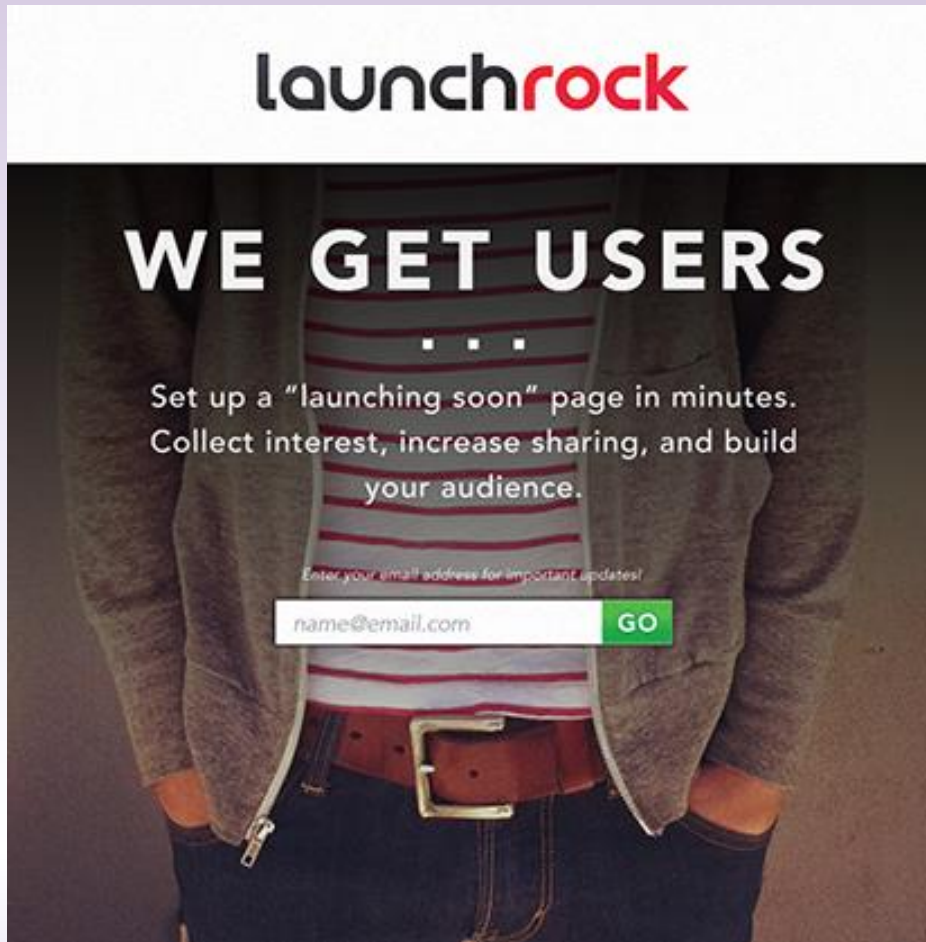 launchrock
WE GET USERS
Set up a “launching soon” page in minutes.
Collect interest, increase sharing, and build
your audience.
Enter your email address for important updates!
name@email.com GO